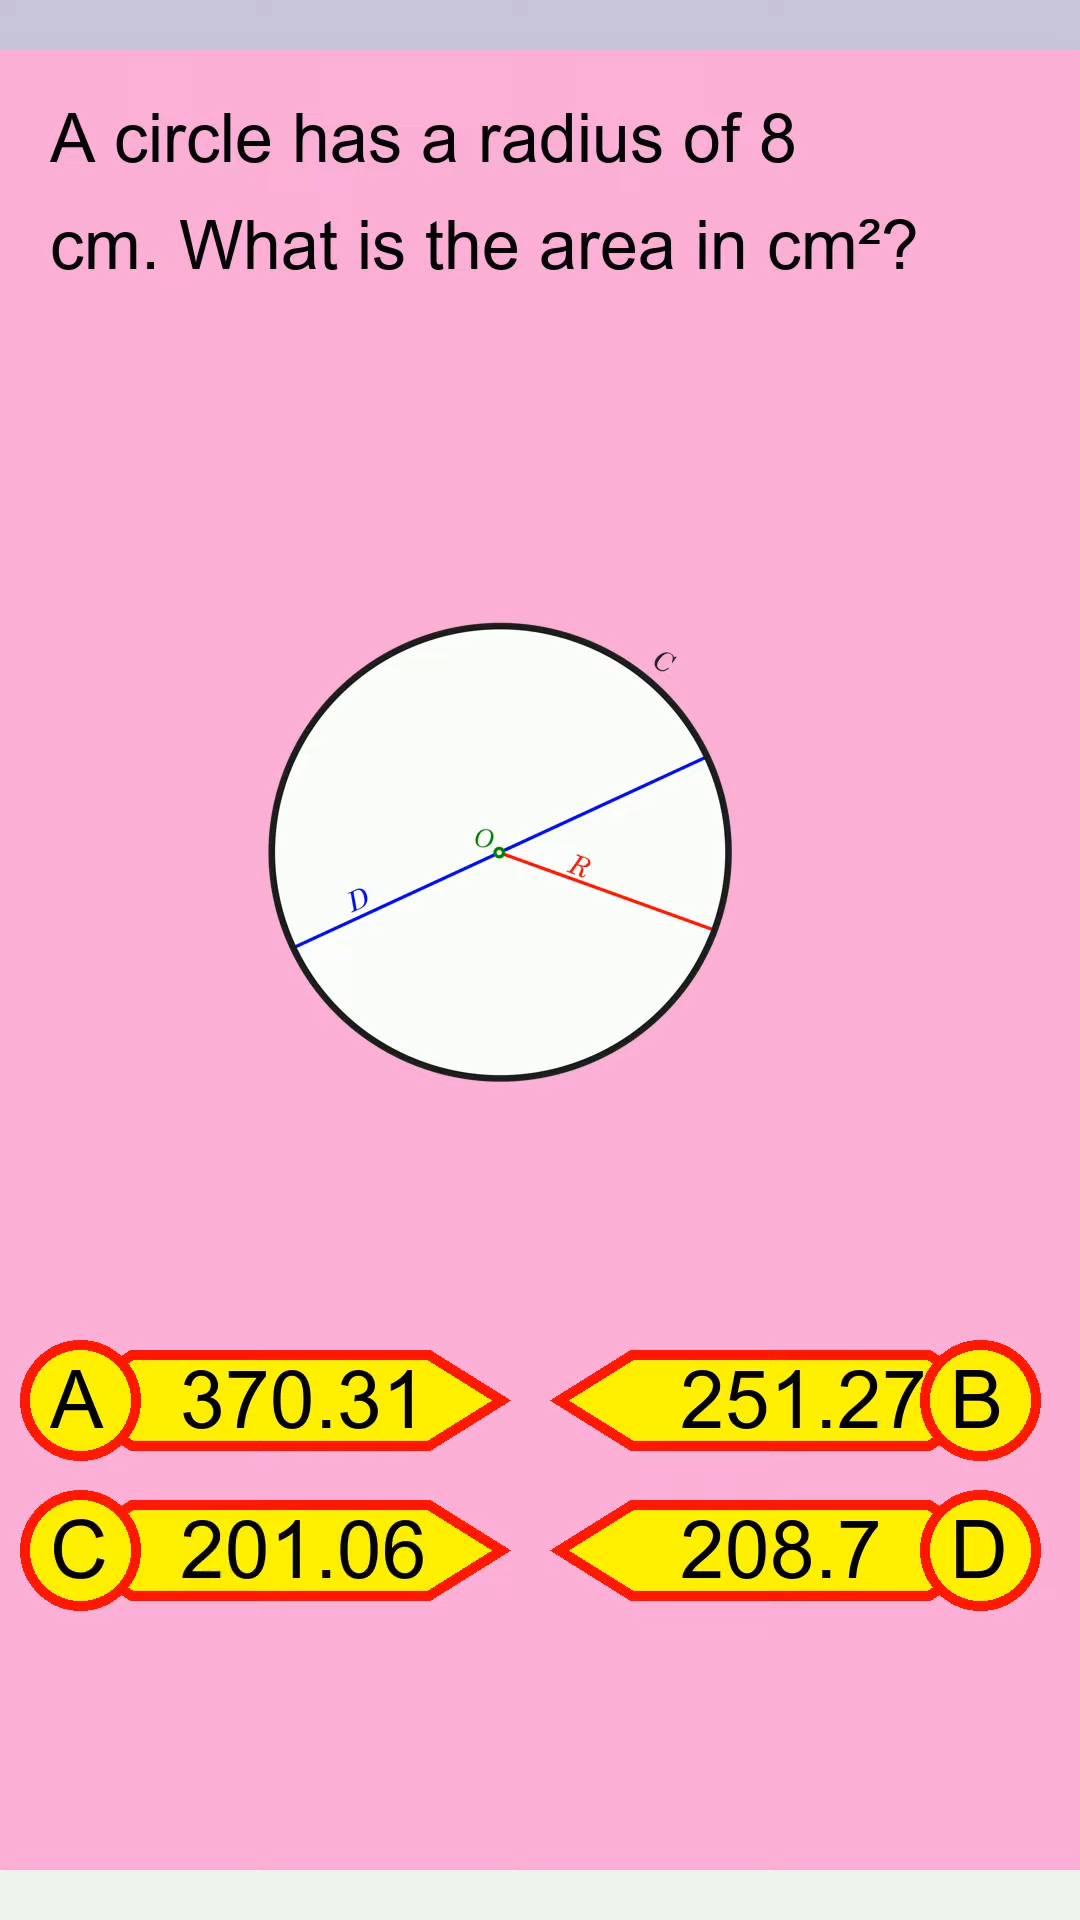 A circle has a radius of 8
cm. What is the area in cm²?
C
O
R
D
A 370.31
251.27 B
C 201.06
208.7 D